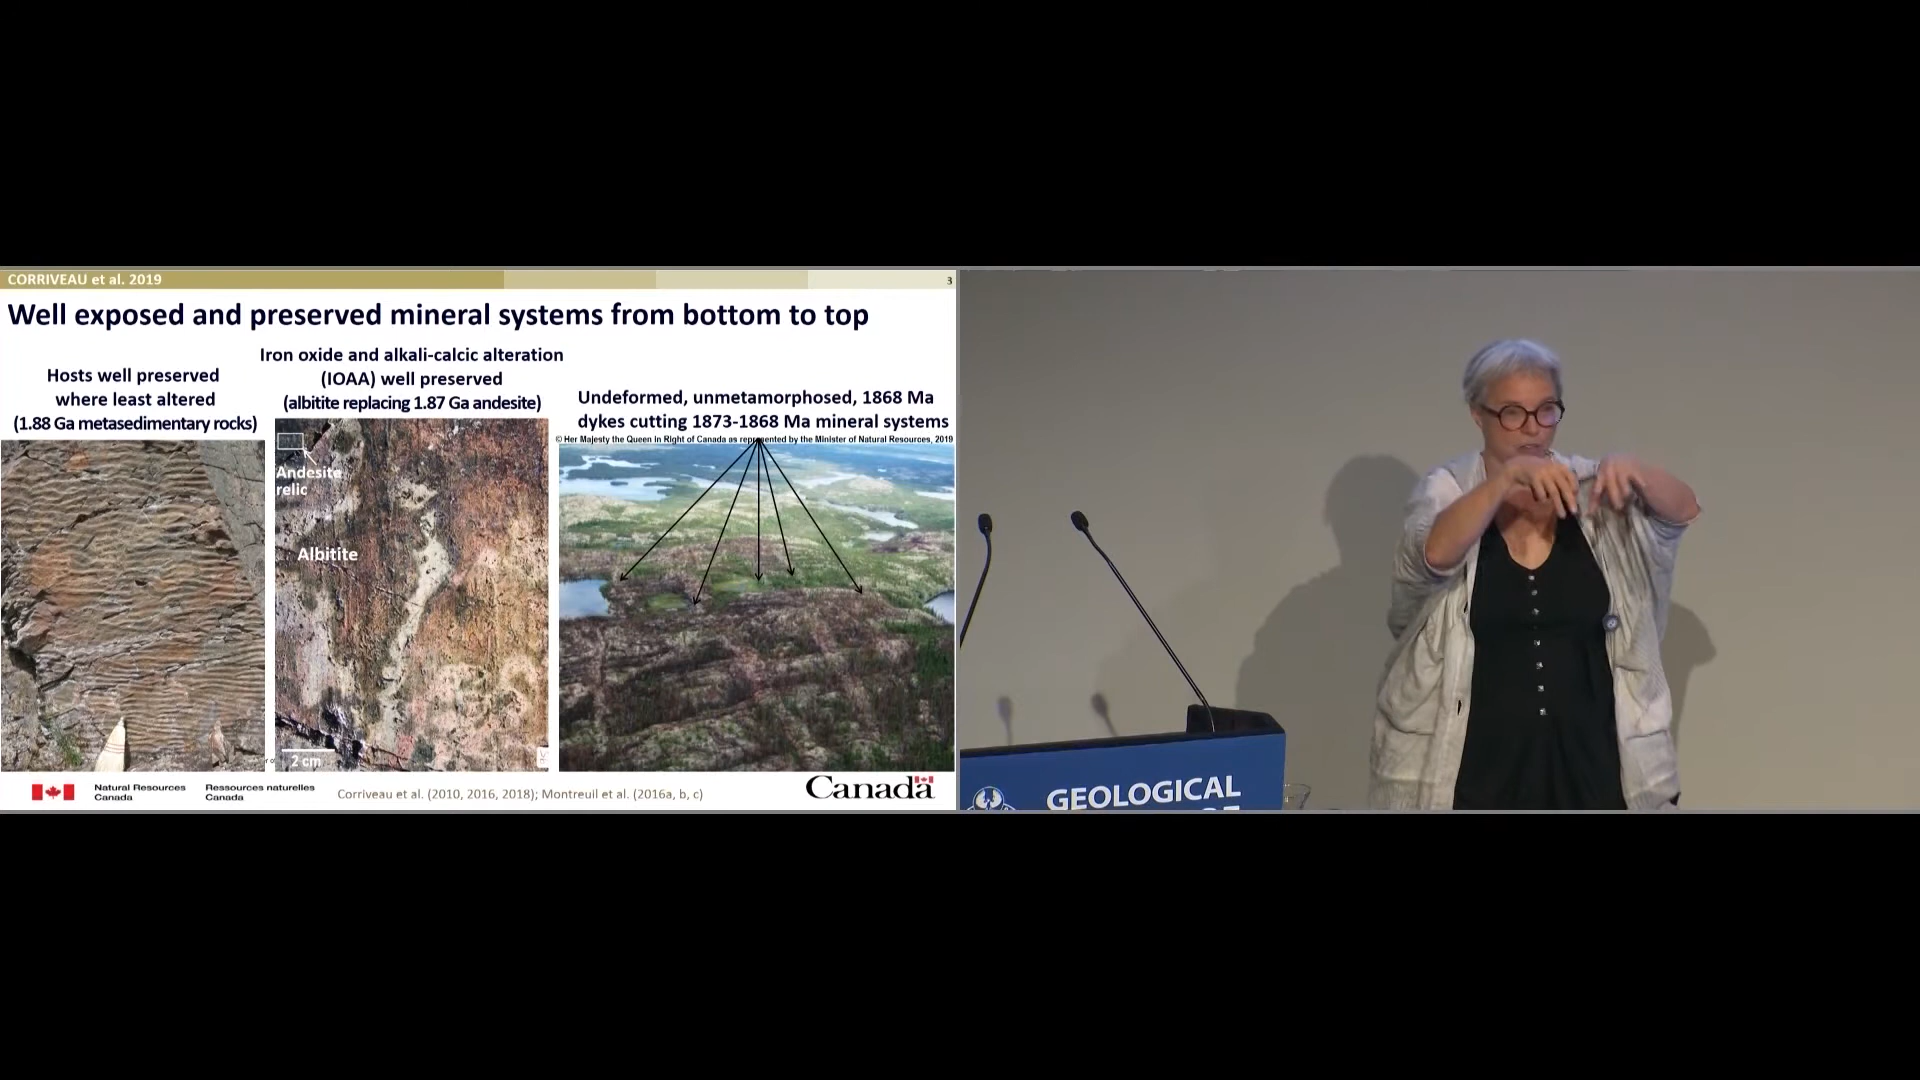 CORRIVEAU et al. 2019
3
Well exposed and preserved mineral systems from bottom to top
Hosts well preserved
where least altered
(1.88 Ga metasedimentary rocks)
Iron oxide and alkali-calcic alteration
(IOAA) well preserved
(albitite replacing 1.87 Ga andesite)
Undeformed, unmetamorphosed, 1868 Ma
dykes cutting 1873-1868 Ma mineral systems
© Her Majesty the Queen in Right of Canada as represented by the Minister of Natural Resources, 2019
Andesite
relic
Albitite
2 cm
Natural Resources
Canada
Ressources naturelles
Canada
Corriveau et al. (2010, 2016, 2018); Montreuil et al. (2016a, b, c)
Canada
GEOLOGICAL